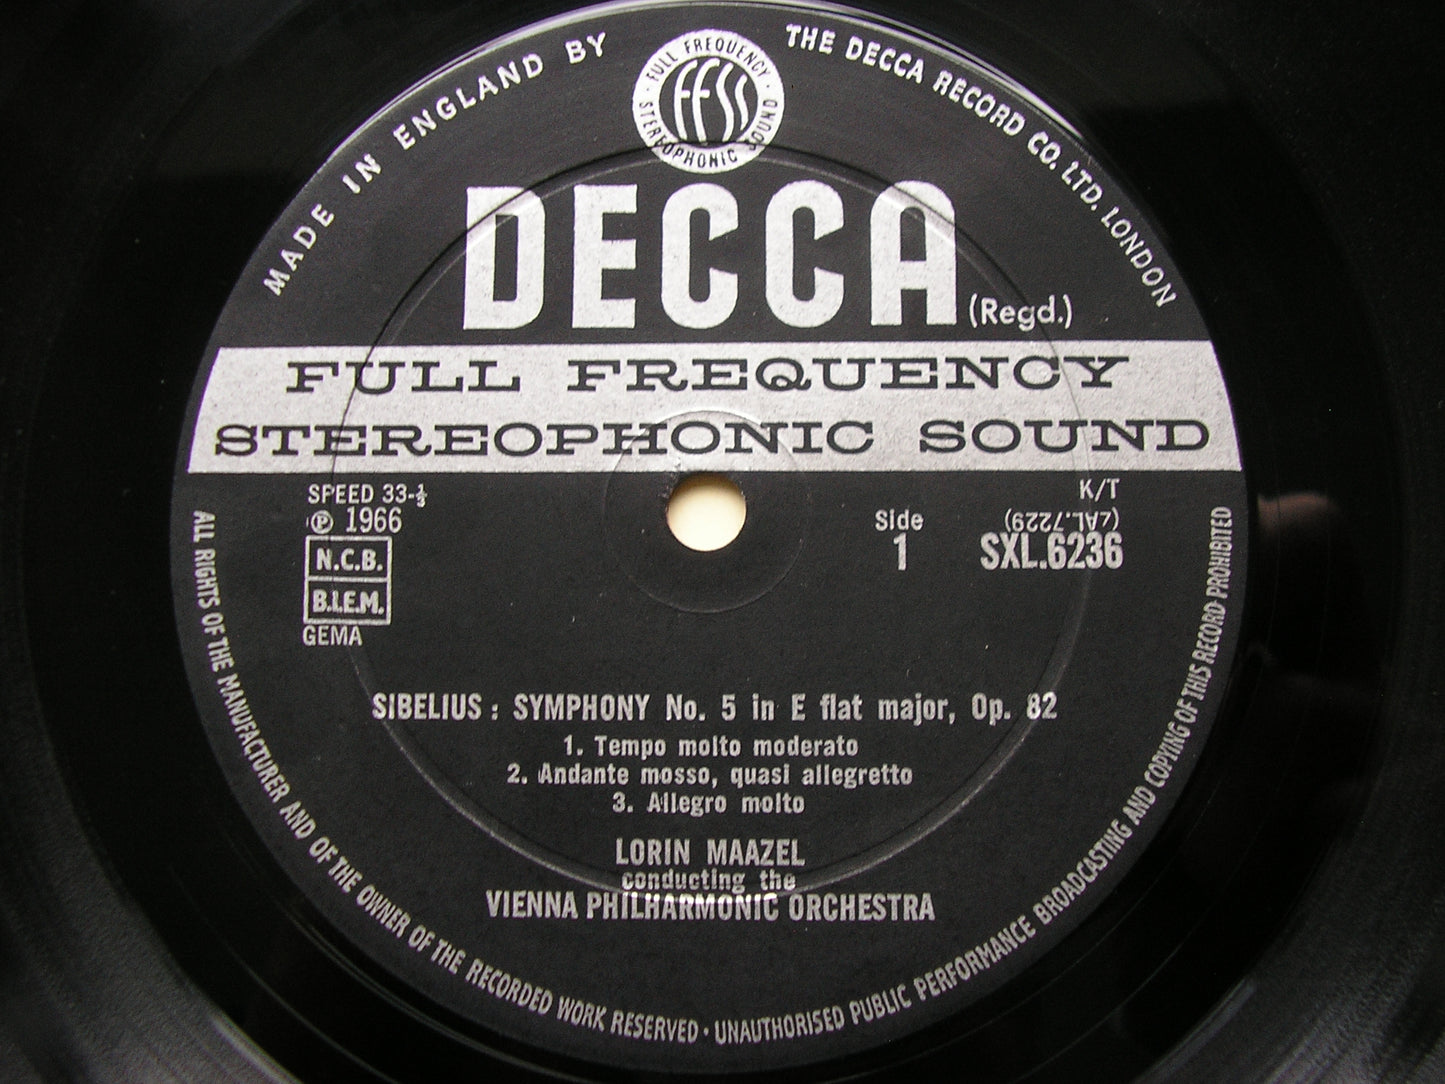 MADE IN ENGLAND BY
THE DECCA RECORD CO. LTD. LONDON
· FULL FREQUENCY ·
FFSS
STEREOPHONIC SOUND
DECCA (Regd.)
FULL FREQUENCY
STEREOPHONIC SOUND
SPEED 33-⅓
℗ 1966
N.C.B.
B.I.E.M.
GEMA
Side
1
K/T
(ZAL.7229)
SXL.6236
SIBELIUS : SYMPHONY No. 5 in E flat major, Op. 82
1. Tempo molto moderato
2. Andante mosso, quasi allegretto
3. Allegro molto
LORIN MAAZEL
conducting the
VIENNA PHILHARMONIC ORCHESTRA
ALL RIGHTS OF THE MANUFACTURER AND OF THE OWNER OF THE RECORDED WORK RESERVED · UNAUTHORISED PUBLIC PERFORMANCE BROADCASTING AND COPYING OF THIS RECORD PROHIBITED